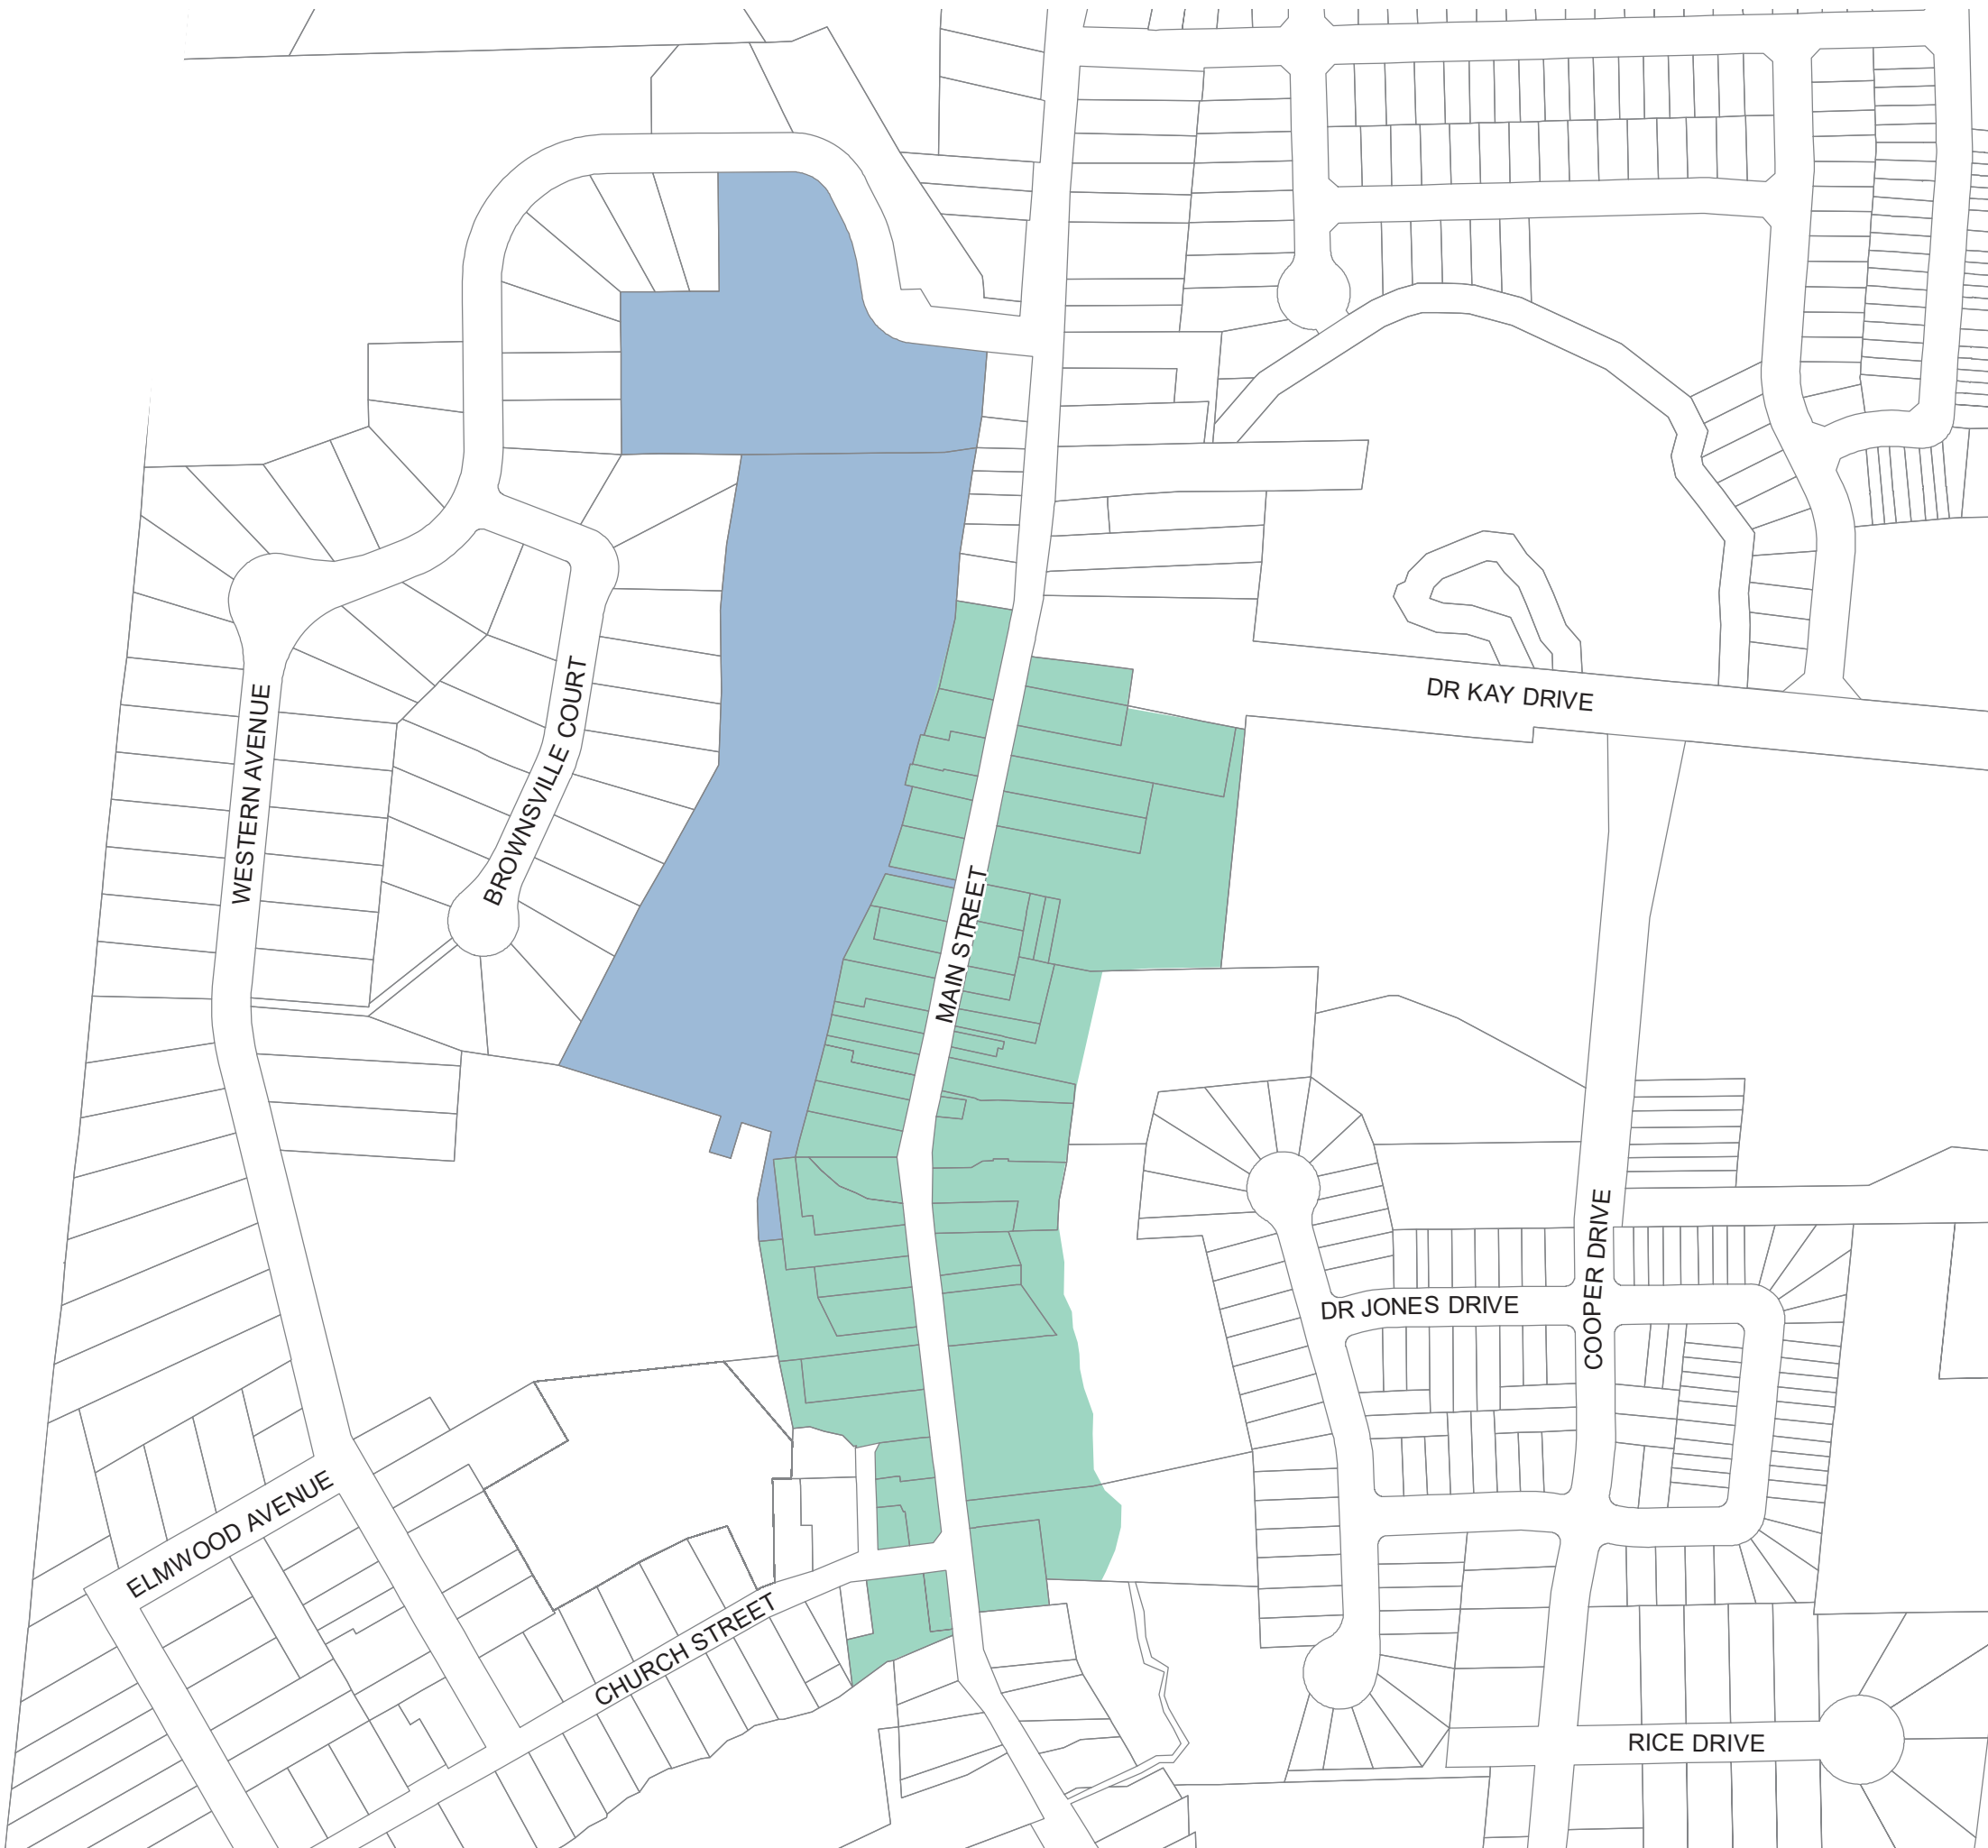 DR KAY DRIVE
WESTERN AVENUE
BROWNSVILLE COURT
MAIN STREET
DR JONES DRIVE
COOPER DRIVE
ELMWOOD AVENUE
CHURCH STREET
RICE DRIVE